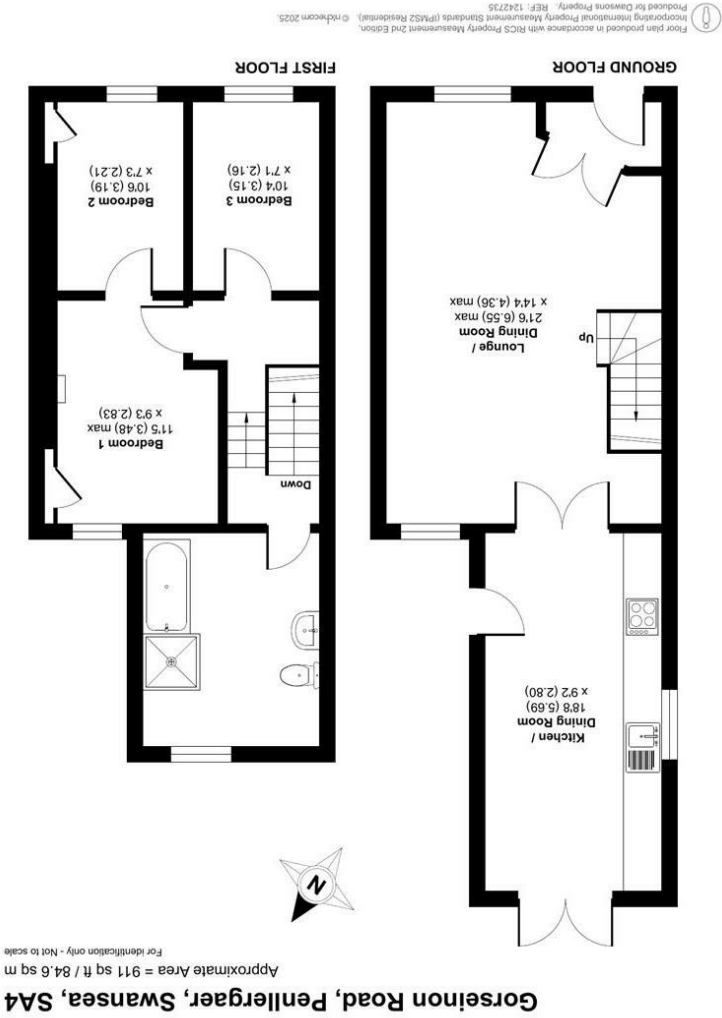 Gorseinon Road, Penllergaer, Swansea, SA4
Approximate Area = 911 sq ft / 84.6 sq m
For identification only - Not to scale
N
Kitchen /
Dining Room
18'8 (5.69)
x 9'2 (2.80)
Up
Lounge /
Dining Room
21'6 (6.55) max
x 14'4 (4.36) max
GROUND FLOOR
Down
Bedroom 1
11'5 (3.48) max
x 9'3 (2.83)
Bedroom 3
10'4 (3.15)
x 7'1 (2.16)
Bedroom 2
10'6 (3.19)
x 7'3 (2.21)
FIRST FLOOR
Floor plan produced in accordance with RICS Property Measurement 2nd Edition,
Incorporating International Property Measurement Standards (IPMS2 Residential). © nichecom 2025.
Produced for Dawsons Property. REF: 1242735